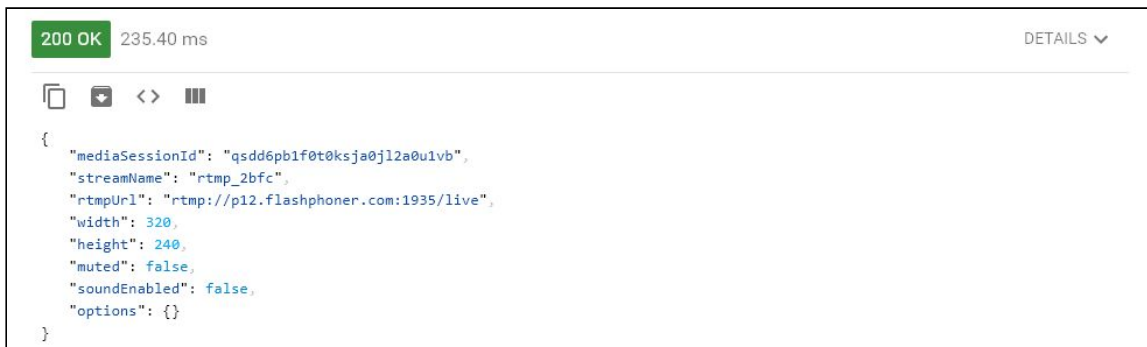 200 OK 235.40 ms DETAILS
{
"mediaSessionId": "qsdd6pb1f0t0ksja0jl2a0u1vb",
"streamName": "rtmp_2bfc",
"rtmpUrl": "rtmp://p12.flashphoner.com:1935/live",
"width": 320,
"height": 240,
"muted": false,
"soundEnabled": false,
"options": {}
}